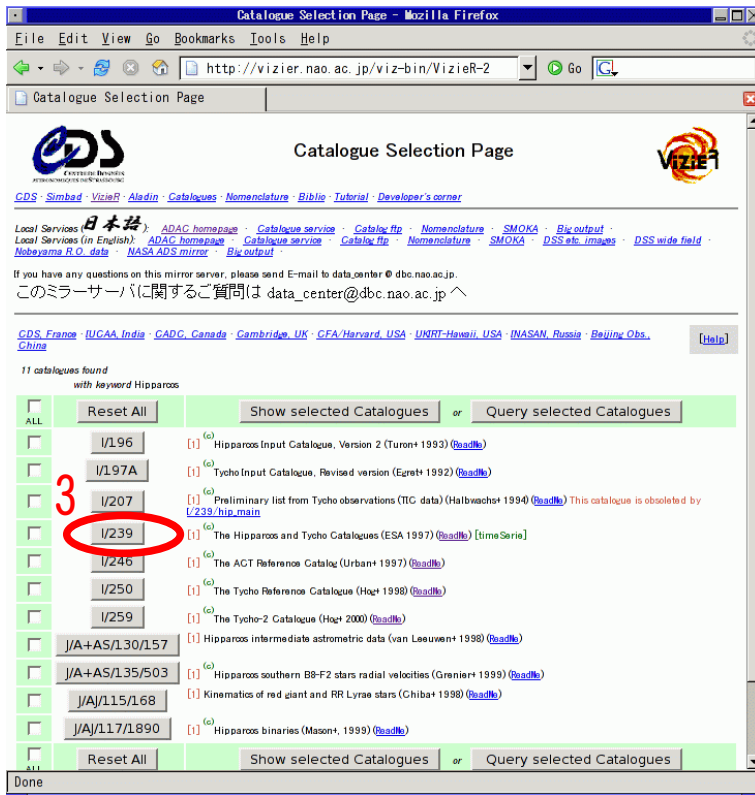 Catalogue Selection Page - Mozilla Firefox
File Edit View Go Bookmarks Tools Help
http://vizier.nao.ac.jp/viz-bin/VizieR-2 Go G
Catalogue Selection Page
CDS
CENTRE DE DONNÉES
ASTRONOMIQUES DE STRASBOURG
Catalogue Selection Page
VizieR
CDS · Simbad · VizieR · Aladin · Catalogues · Nomenclature · Biblio · Tutorial · Developer's corner
Local Services (日本語): ADAC homepage · Catalogue service · Catalog ftp · Nomenclature · SMOKA · Big output ·
Local Services (in English): ADAC homepage · Catalogue service · Catalog ftp · Nomenclature · SMOKA · DSS etc. images · DSS wide field ·
Nobeyama R.O. data · NASA ADS mirror · Big output ·
If you have any questions on this mirror server, please send E-mail to data_center @ dbc.nao.ac.jp.
このミラーサーバに関するご質問は data_center@dbc.nao.ac.jp へ
CDS, France · IUCAA, India · CADC, Canada · Cambridge, UK · CFA/Harvard, USA · UKIRT-Hawaii, USA · INASAN, Russia · Beijing Obs.,
China
[Help]
11 catalogues found
with keyword Hipparcos
ALL Reset All Show selected Catalogues or Query selected Catalogues
I/196 [1] (c) Hipparcos Input Catalogue, Version 2 (Turon+ 1993) (ReadMe)
I/197A [1] (c) Tycho Input Catalogue, Revised version (Egret+ 1992) (ReadMe)
3
I/207 [1] (c) Preliminary list from Tycho observations (TIC data) (Halbwachs+ 1994) (ReadMe) This catalogue is obsoleted by
I/239/hip_main
I/239 [1] (c) The Hipparcos and Tycho Catalogues (ESA 1997) (ReadMe) [timeSerie]
I/246 [1] (c) The ACT Reference Catalog (Urban+ 1997) (ReadMe)
I/250 [1] (c) The Tycho Reference Catalogue (Hog+ 1998) (ReadMe)
I/259 [1] (c) The Tycho-2 Catalogue (Hog+ 2000) (ReadMe)
J/A+AS/130/157 [1] Hipparcos intermediate astrometric data (van Leeuwen+ 1998) (ReadMe)
J/A+AS/135/503 [1] (c) Hipparcos southern B8-F2 stars radial velocities (Grenier+ 1999) (ReadMe)
J/AJ/115/168 [1] Kinematics of red giant and RR Lyrae stars (Chiba+ 1998) (ReadMe)
J/AJ/117/1890 [1] (c) Hipparcos binaries (Mason+, 1999) (ReadMe)
ALL Reset All Show selected Catalogues or Query selected Catalogues
Done